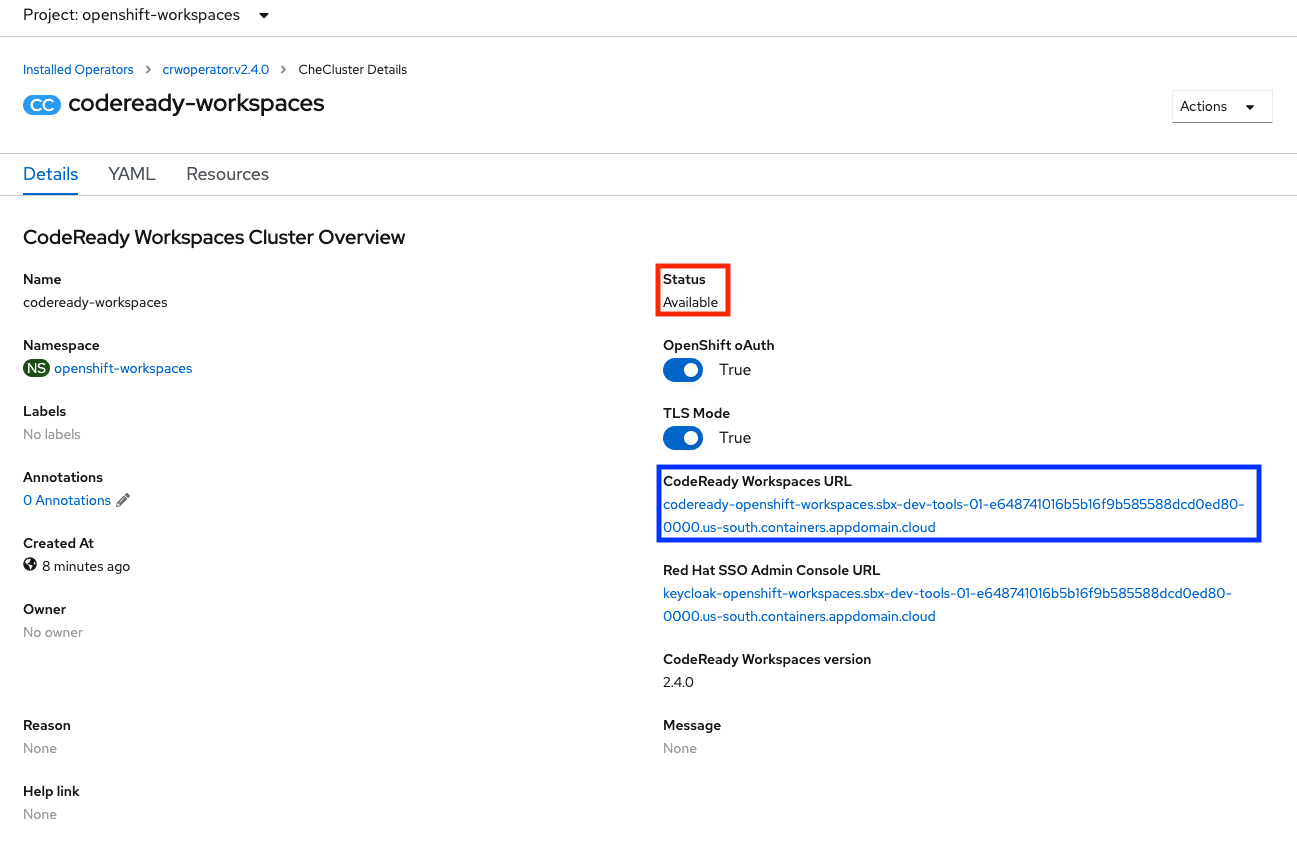 Project: openshift-workspaces
Installed Operators > crwoperator.v2.4.0 > CheCluster Details
CC codeready-workspaces
Actions
Details YAML Resources
CodeReady Workspaces Cluster Overview
Name
codeready-workspaces
Namespace
NS openshift-workspaces
Labels
No labels
Annotations
0 Annotations
Created At
8 minutes ago
Owner
No owner
Reason
None
Help link
None
Status
Available
OpenShift oAuth
True
TLS Mode
True
CodeReady Workspaces URL
codeready-openshift-workspaces.sbx-dev-tools-01-e648741016b5b16f9b585588dcd0ed80-
0000.us-south.containers.appdomain.cloud
Red Hat SSO Admin Console URL
keycloak-openshift-workspaces.sbx-dev-tools-01-e648741016b5b16f9b585588dcd0ed80-
0000.us-south.containers.appdomain.cloud
CodeReady Workspaces version
2.4.0
Message
None